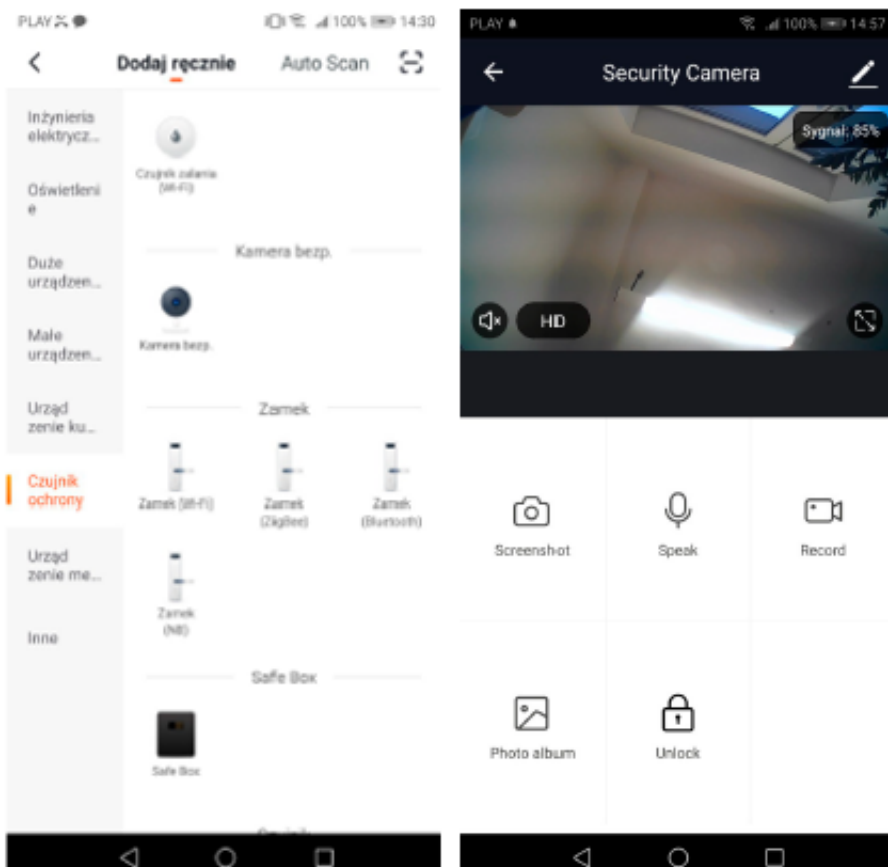 PLAY
100% 14:30
Dodaj ręcznie Auto Scan
Inżynieria
elektrycz...
Oświetleni
e
Duże
urządzen...
Małe
urządzen...
Urząd
zenie ku...
Czujnik
ochrony
Urząd
zenie me...
Inne
Czujnik zalania
(Wi-Fi)
Kamera bezp.
Kamera bezp.
Zamek
Zamek (Wi-Fi)
Zamek
(ZigBee)
Zamek
(Bluetooth)
Zamek
(NB)
Safe Box
Safe Box
PLAY
100% 14:57
Security Camera
Sygnał: 85%
HD
Screenshot
Speak
Record
Photo album
Unlock